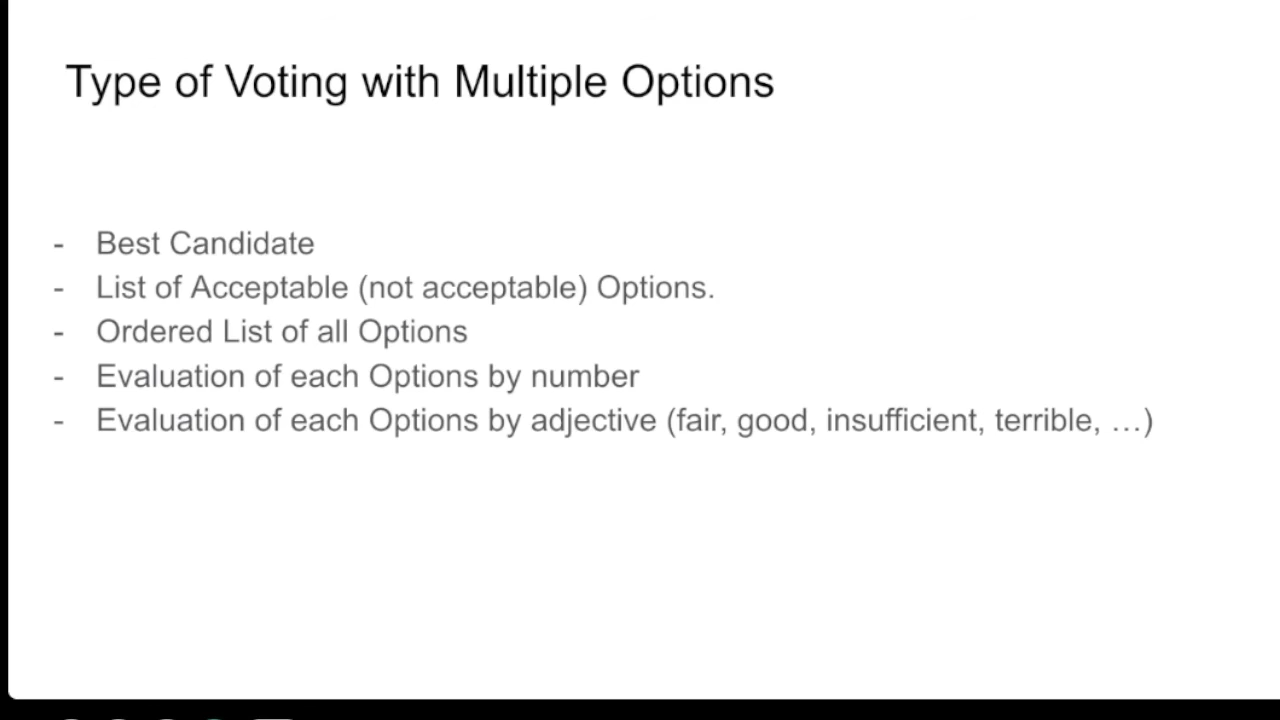 Type of Voting with Multiple Options
- Best Candidate
- List of Acceptable (not acceptable) Options.
- Ordered List of all Options
- Evaluation of each Options by number
- Evaluation of each Options by adjective (fair, good, insufficient, terrible, …)